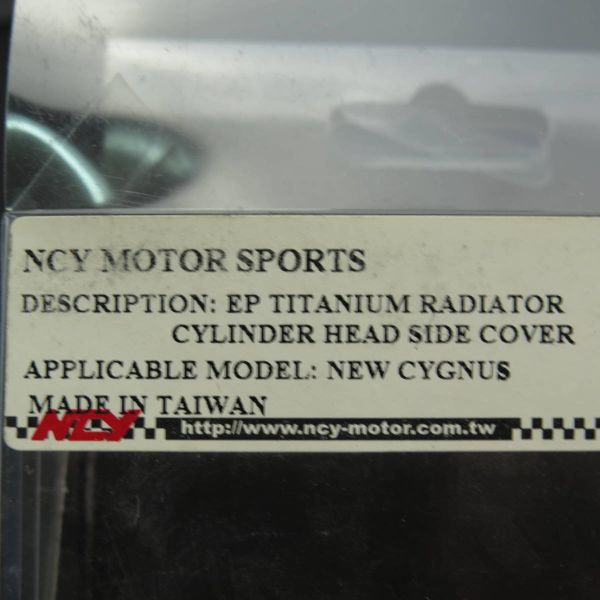 NCY MOTOR SPORTS
DESCRIPTION: EP TITANIUM RADIATOR
CYLINDER HEAD SIDE COVER
APPLICABLE MODEL: NEW CYGNUS
MADE IN TAIWAN
NCY http://www.ncy-motor.com.tw